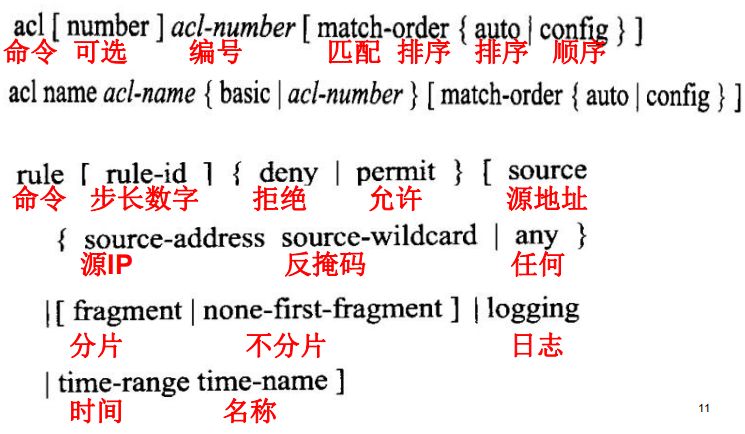 acl [ number ] acl-number [ match-order { auto | config } ]
命令 可选 编号 匹配 排序 排序 顺序
acl name acl-name { basic | acl-number } [ match-order { auto | config } ]
rule [ rule-id ] { deny | permit } [ source
命令 步长数字 拒绝 允许 源地址
{ source-address source-wildcard | any }
源IP 反掩码 任何
|[ fragment | none-first-fragment ] | logging
分片 不分片 日志
| time-range time-name ]
时间 名称
11